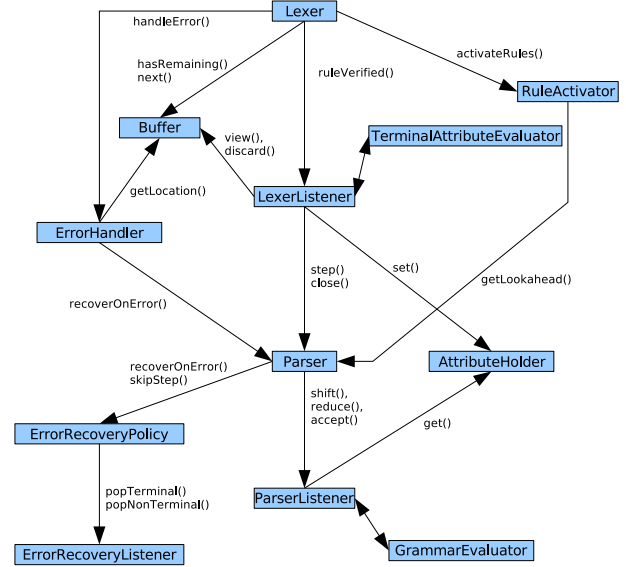 Lexer
handleError()
activateRules()
hasRemaining()
next()
ruleVerified()
RuleActivator
Buffer
TerminalAttributeEvaluator
view(),
discard()
getLocation()
LexerListener
ErrorHandler
step()
close()
set()
getLookahead()
recoverOnError()
Parser
AttributeHolder
recoverOnError()
skipStep()
shift(),
reduce(),
accept()
get()
ErrorRecoveryPolicy
popTerminal()
popNonTerminal()
ParserListener
ErrorRecoveryListener
GrammarEvaluator